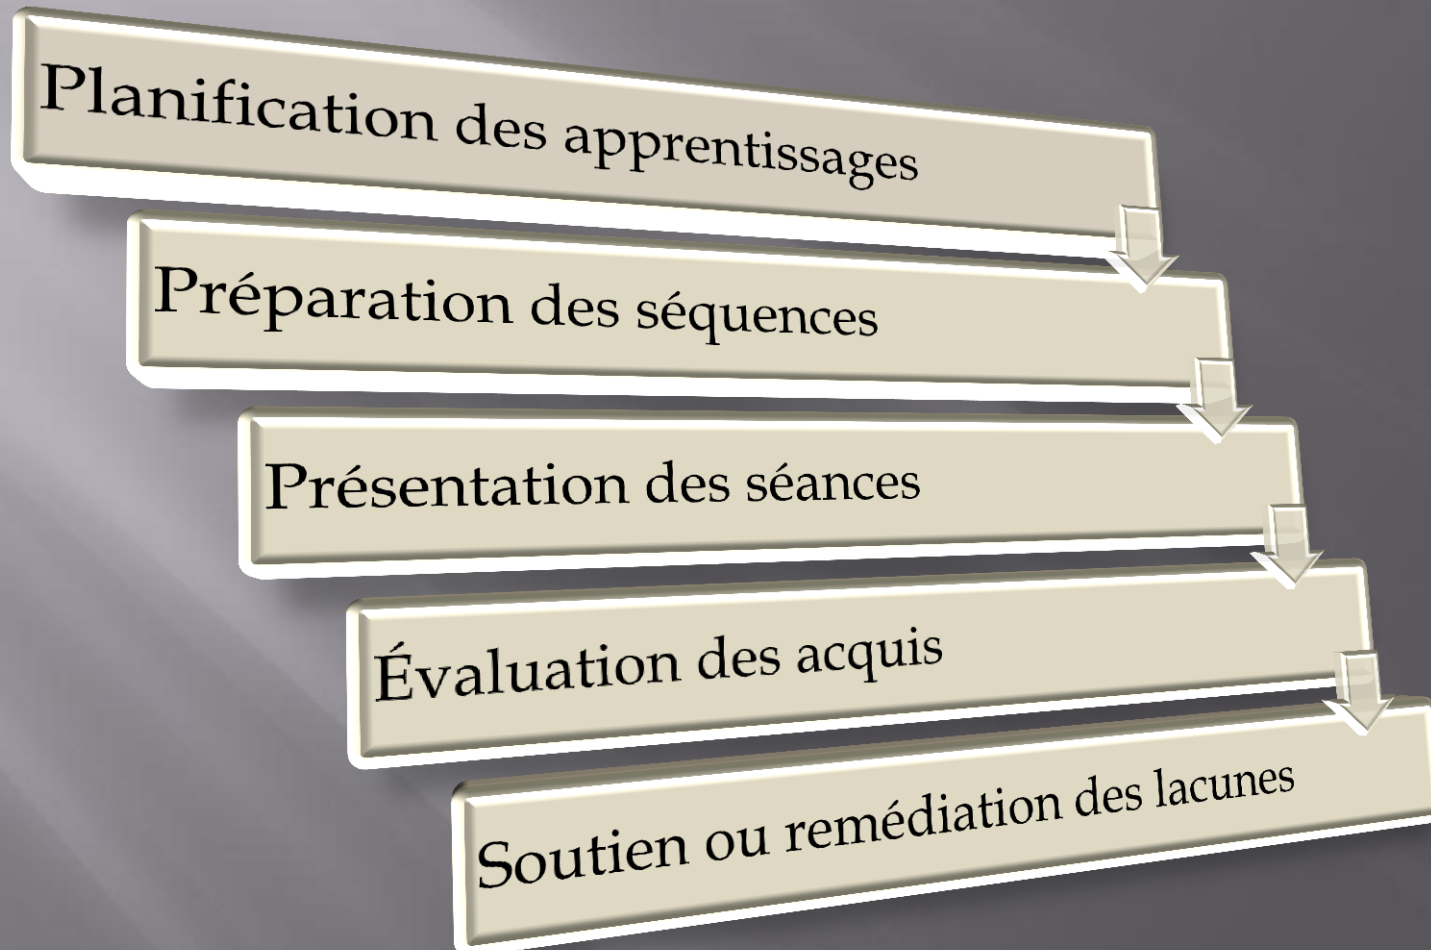 Planification des apprentissages
Préparation des séquences
Présentation des séances
Évaluation des acquis
Soutien ou remédiation des lacunes